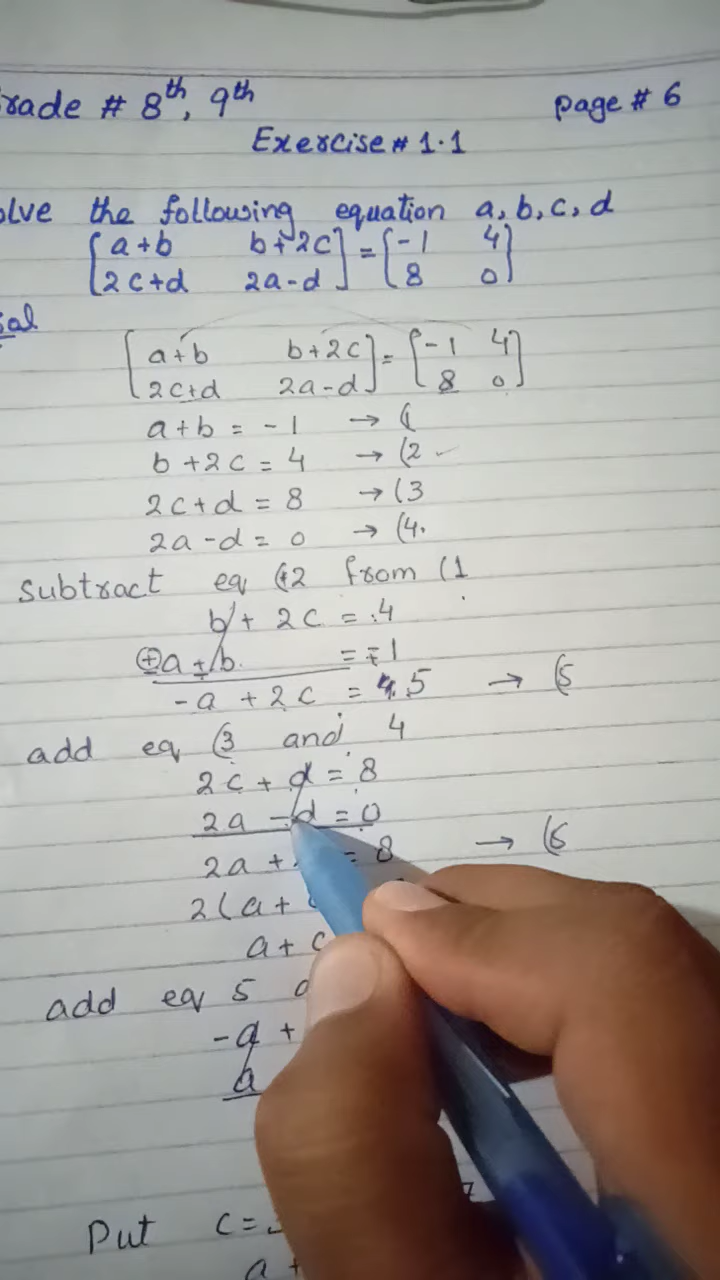 rade # 8th, 9th page # 6
Exercise # 1.1
olve the following equation a, b, c, d
[a+b b+2c] = [-1 4]
[2c+d 2a-d] [8 0]
[a+b b+2c] = [-1 4]
[2c+d 2a-d] [8 0]
a+b = -1 → (1
b+2c = 4 → (2
2c+d = 8 → (3
2a-d = 0 → (4.
subtract eq (2 from (1
b + 2c = 4
a + b. = -1
-a + 2c = 5 → (5
add eq (3 and 4
2c + d = 8
2a - d = 0
2a + = 8 → (6
2(a +
a + c
add eq 5
-a +
a
Put c =
a +